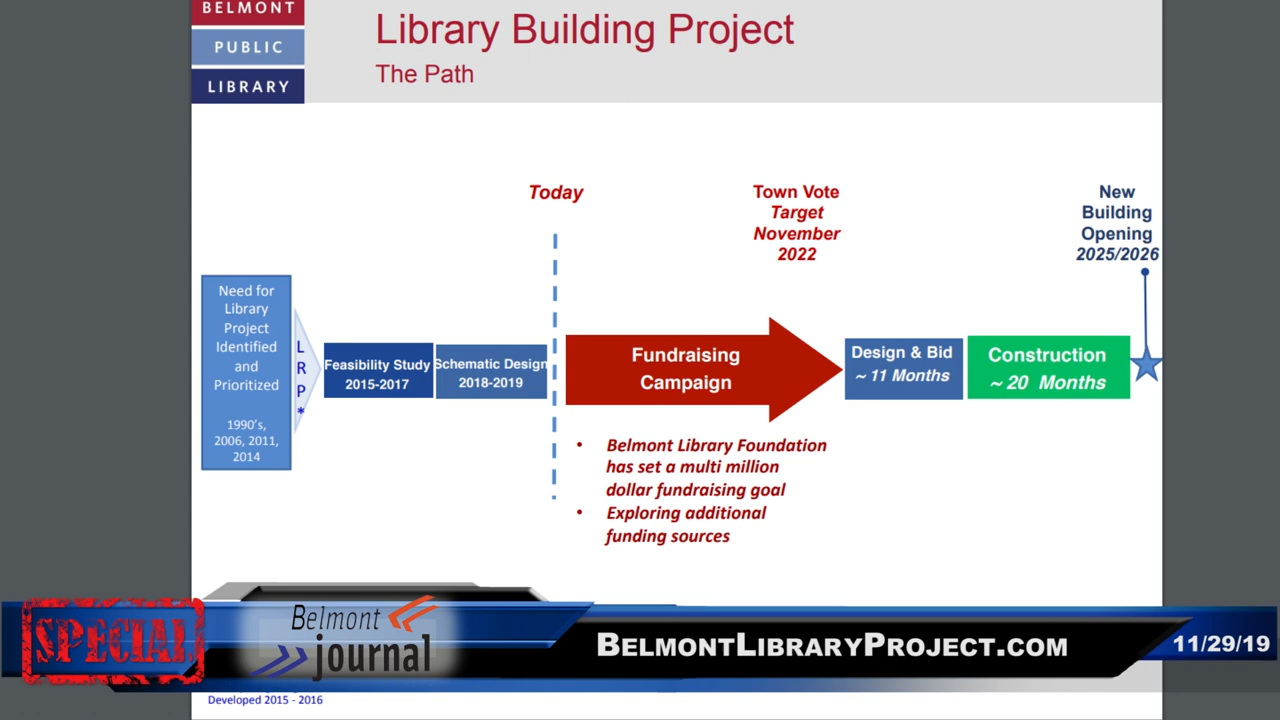 BELMONT
PUBLIC
LIBRARY
Library Building Project
The Path
Today
Town Vote
Target
November
2022
New
Building
Opening
2025/2026
Need for
Library
Project
Identified
and
Prioritized
1990's,
2006, 2011,
2014
L
R
P
*
Feasibility Study
2015-2017
Schematic Design
2018-2019
Fundraising
Campaign
Design & Bid
~ 11 Months
Construction
~ 20 Months
• Belmont Library Foundation
has set a multi million
dollar fundraising goal
• Exploring additional
funding sources
SPECIAL
Belmont
journal
BELMONTLIBRARYPROJECT.COM
11/29/19
Developed 2015 - 2016